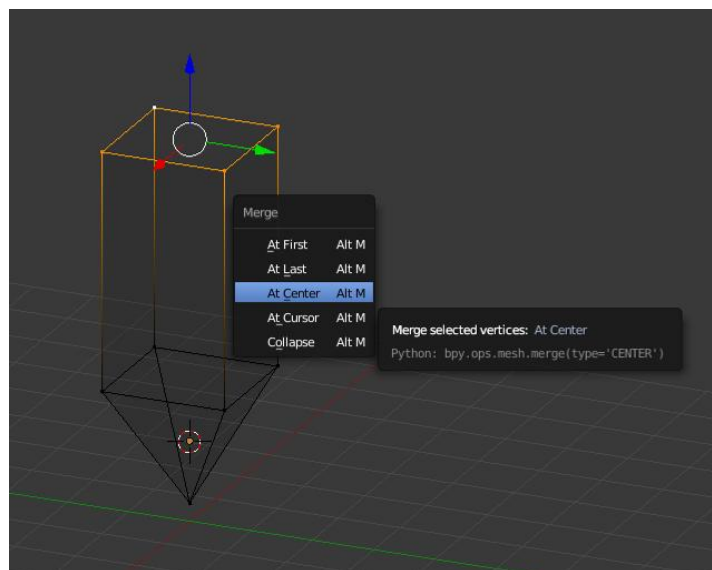 Merge
At First Alt M
At Last Alt M
At Center Alt M
At Cursor Alt M
Collapse Alt M
Merge selected vertices: At Center
Python: bpy.ops.mesh.merge(type='CENTER')